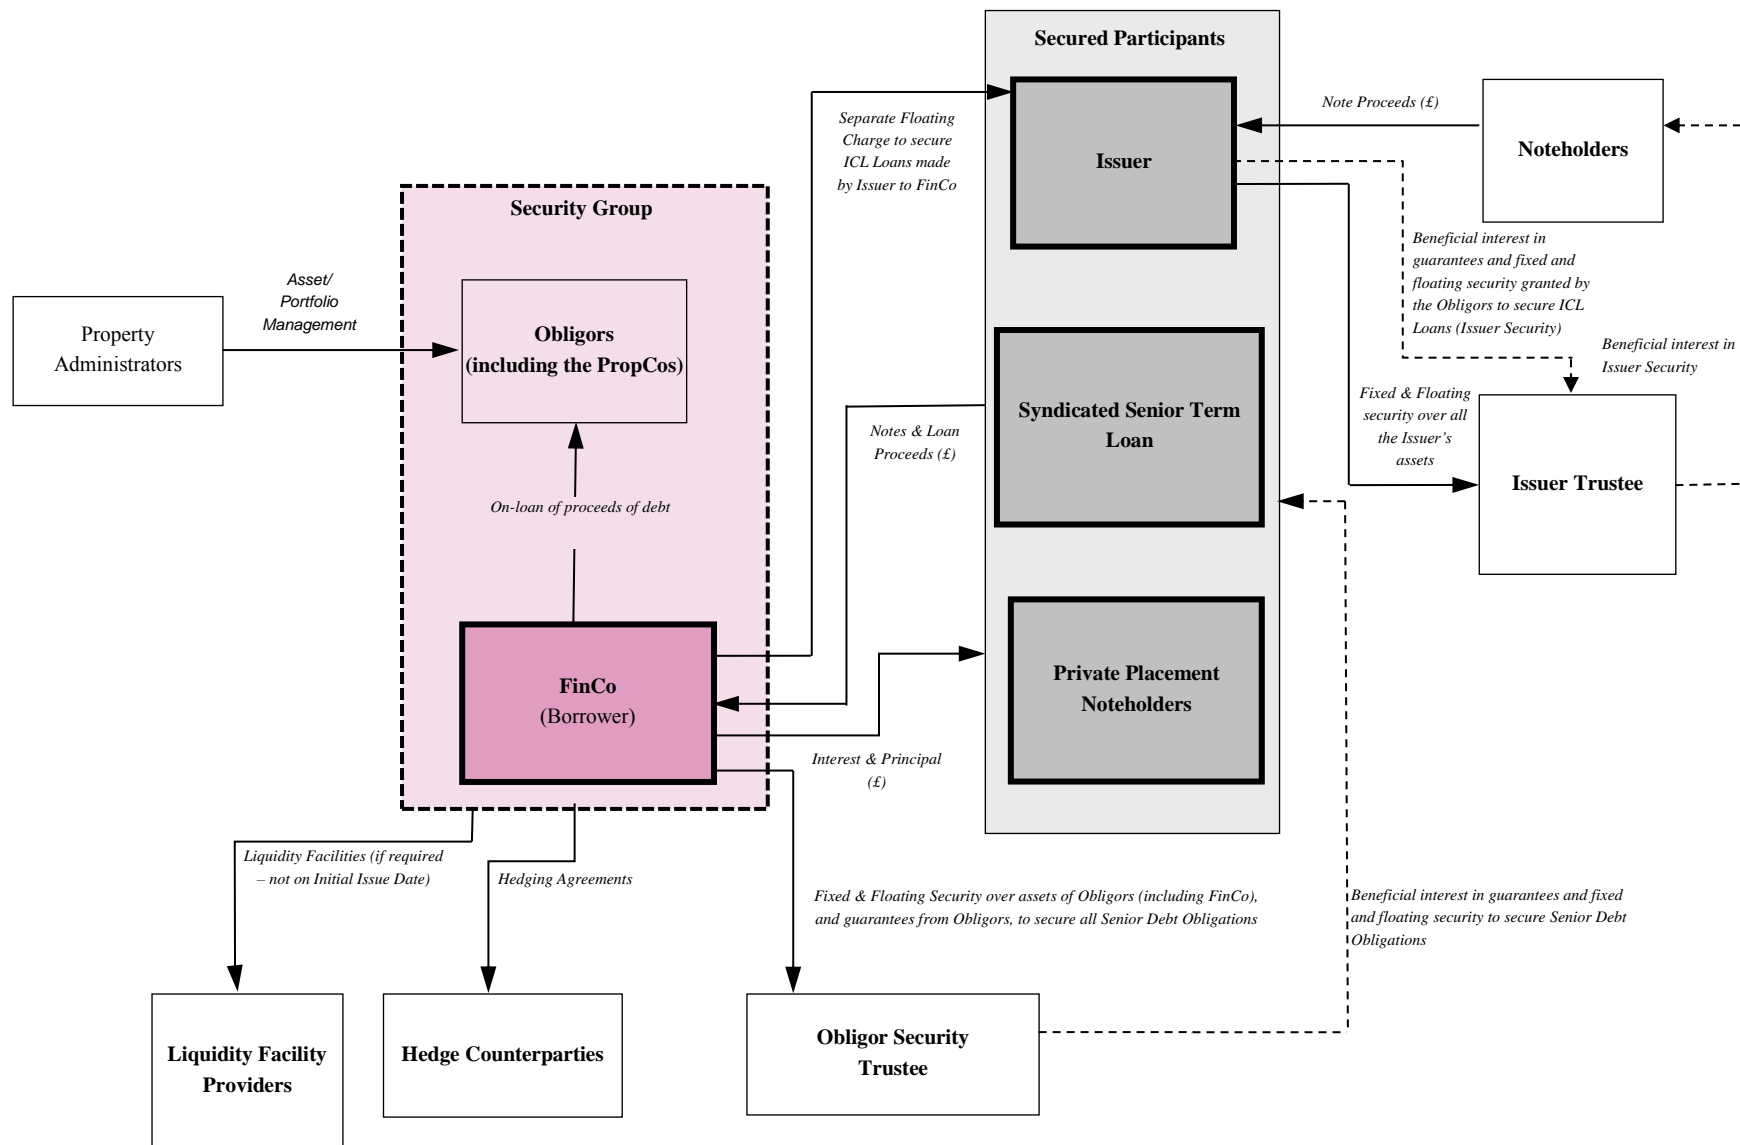 Secured Participants
Separate Floating
Charge to secure
ICL Loans made
by Issuer to FinCo
Issuer
Note Proceeds (£)
Noteholders
Security Group
Beneficial interest in
guarantees and fixed and
floating security granted by
the Obligors to secure ICL
Loans (Issuer Security)
Beneficial interest in
Issuer Security
Asset/
Portfolio
Management
Property
Administrators
Obligors
(including the PropCos)
Syndicated Senior Term
Loan
Notes & Loan
Proceeds (£)
Fixed & Floating
security over all
the Issuer’s
assets
Issuer Trustee
On-loan of proceeds of debt
FinCo
(Borrower)
Private Placement
Noteholders
Interest & Principal
(£)
Liquidity Facilities (if required
– not on Initial Issue Date)
Hedging Agreements
Fixed & Floating Security over assets of Obligors (including FinCo),
and guarantees from Obligors, to secure all Senior Debt Obligations
Beneficial interest in guarantees and fixed
and floating security to secure Senior Debt
Obligations
Liquidity Facility
Providers
Hedge Counterparties
Obligor Security
Trustee